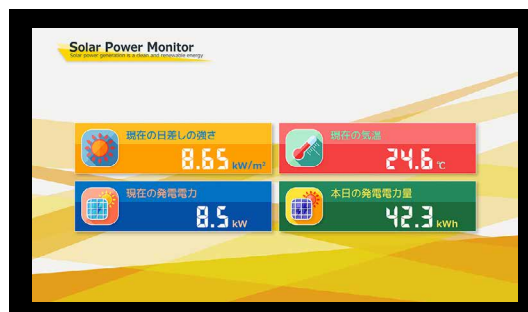 Solar Power Monitor
Solar power generation is a clean and renewable energy
現在の日差しの強さ
8.65 kW/m²
現在の気温
24.6 ℃
現在の発電電力
8.5 kW
本日の発電電力量
42.3 kWh